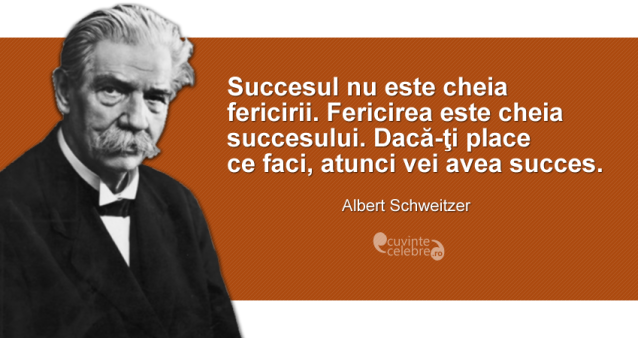 Succesul nu este cheia
fericirii. Fericirea este cheia
succesului. Dacă-ţi place
ce faci, atunci vei avea succes.
Albert Schweitzer
cuvinte
celebre.ro